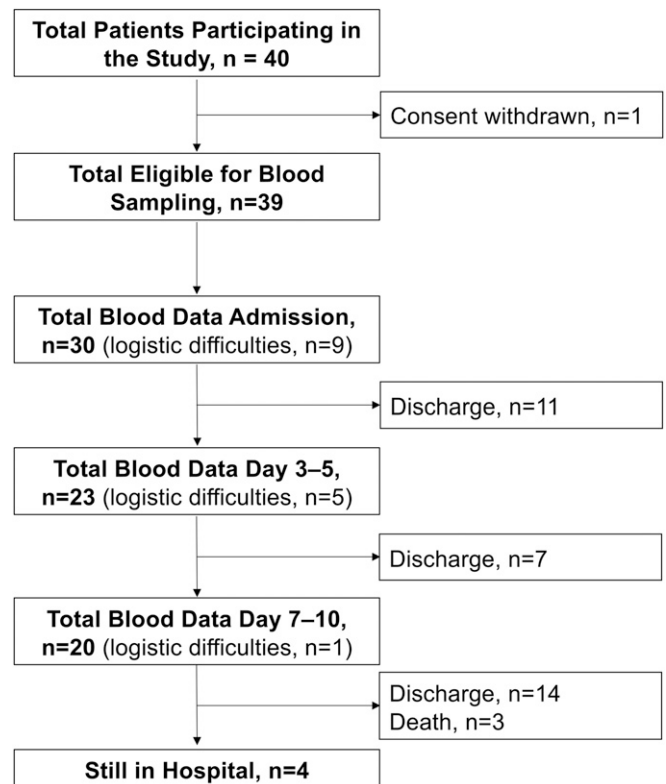 Total Patients Participating in
the Study, n = 40
Consent withdrawn, n=1
Total Eligible for Blood
Sampling, n=39
Total Blood Data Admission,
n=30 (logistic difficulties, n=9)
Discharge, n=11
Total Blood Data Day 3–5,
n=23 (logistic difficulties, n=5)
Discharge, n=7
Total Blood Data Day 7–10,
n=20 (logistic difficulties, n=1)
Discharge, n=14
Death, n=3
Still in Hospital, n=4